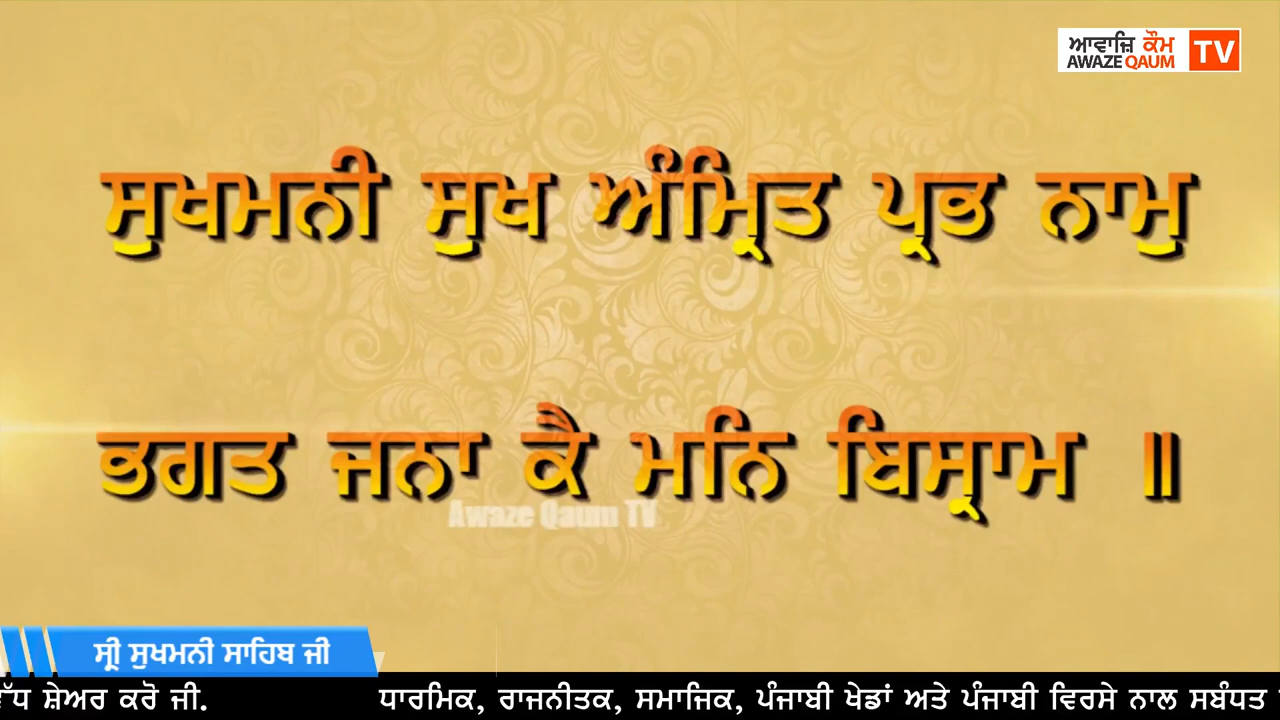 ਆਵਾਜ਼ਿ ਕੌਮ
AWAZE QAUM TV
ਸੁਖਮਨੀ ਸੁਖ ਅੰਮ੍ਰਿਤ ਪ੍ਰਭ ਨਾਮੁ
ਭਗਤ ਜਨਾ ਕੈ ਮਨਿ ਬਿਸ੍ਰਾਮ ॥
Awaze Qaum TV
ਸ੍ਰੀ ਸੁਖਮਨੀ ਸਾਹਿਬ ਜੀ
ਸ਼ੇਅਰ ਕਰੋ ਜੀ. ਧਾਰਮਿਕ, ਰਾਜਨੀਤਕ, ਸਮਾਜਿਕ, ਪੰਜਾਬੀ ਖੇਡਾਂ ਅਤੇ ਪੰਜਾਬੀ ਵਿਰਸੇ ਨਾਲ ਸਬੰਧਤ